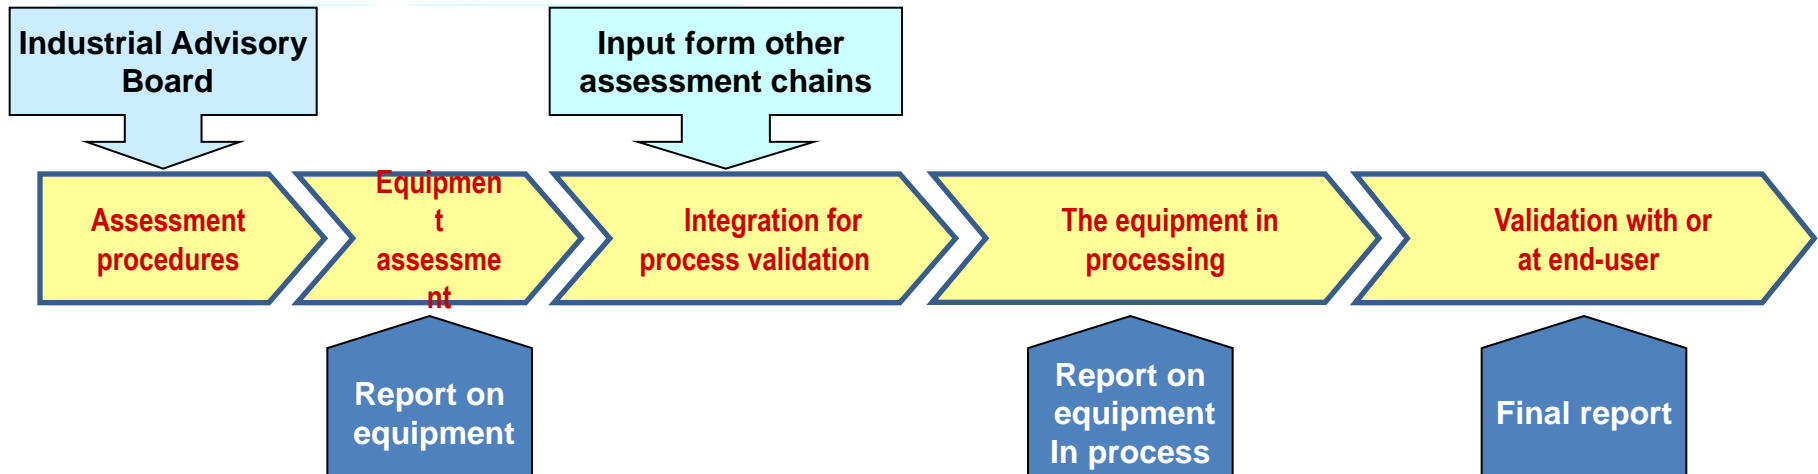 Industrial Advisory
Board
Input form other
assessment chains
Assessment
procedures
Equipmen
t
assessme
nt
Integration for
process validation
The equipment in
processing
Validation with or
at end-user
Report on
equipment
Report on
equipment
In process
Final report